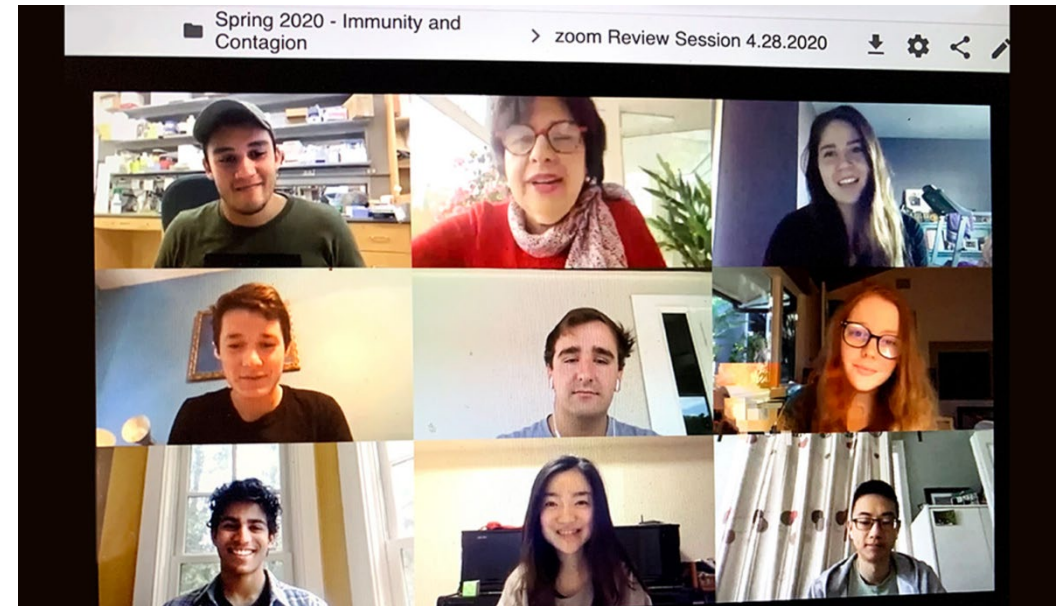 Spring 2020 - Immunity and
Contagion
> zoom Review Session 4.28.2020